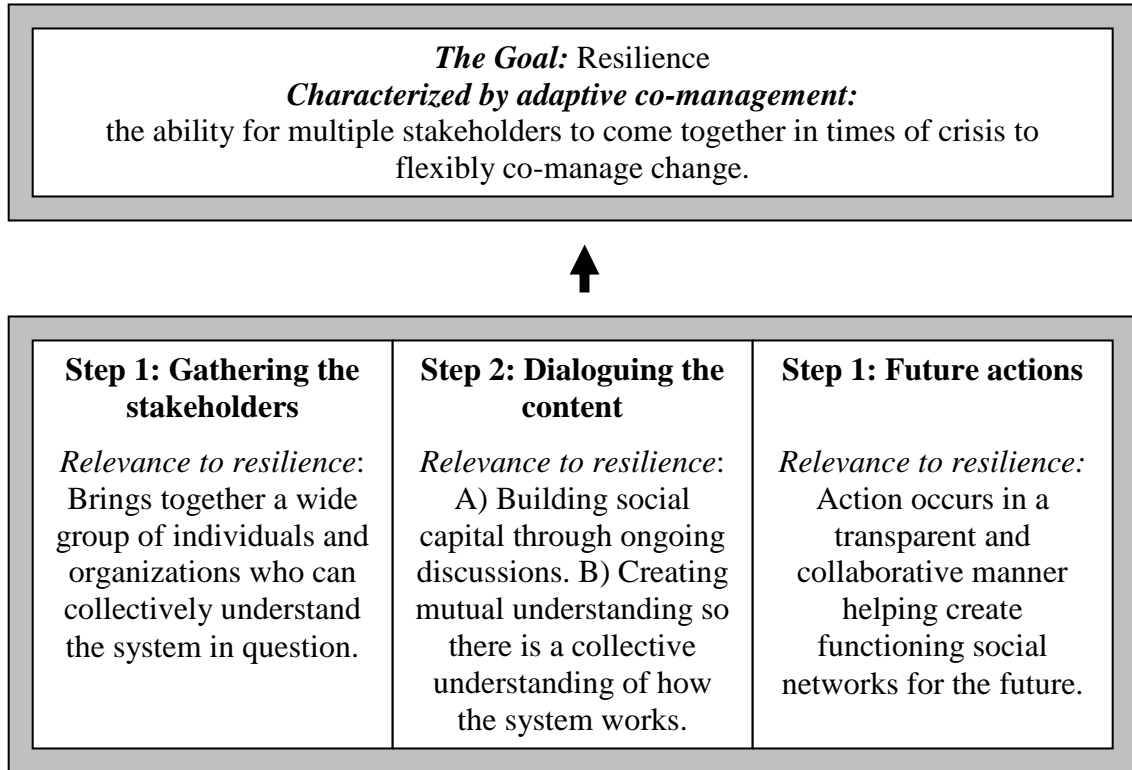 The Goal: Resilience
Characterized by adaptive co-management:
the ability for multiple stakeholders to come together in times of crisis to
flexibly co-manage change.
Step 1: Gathering the
stakeholders
Relevance to resilience:
Brings together a wide
group of individuals and
organizations who can
collectively understand
the system in question.
Step 2: Dialoguing the
content
Relevance to resilience:
A) Building social
capital through ongoing
discussions. B) Creating
mutual understanding so
there is a collective
understanding of how
the system works.
Step 1: Future actions
Relevance to resilience:
Action occurs in a
transparent and
collaborative manner
helping create
functioning social
networks for the future.